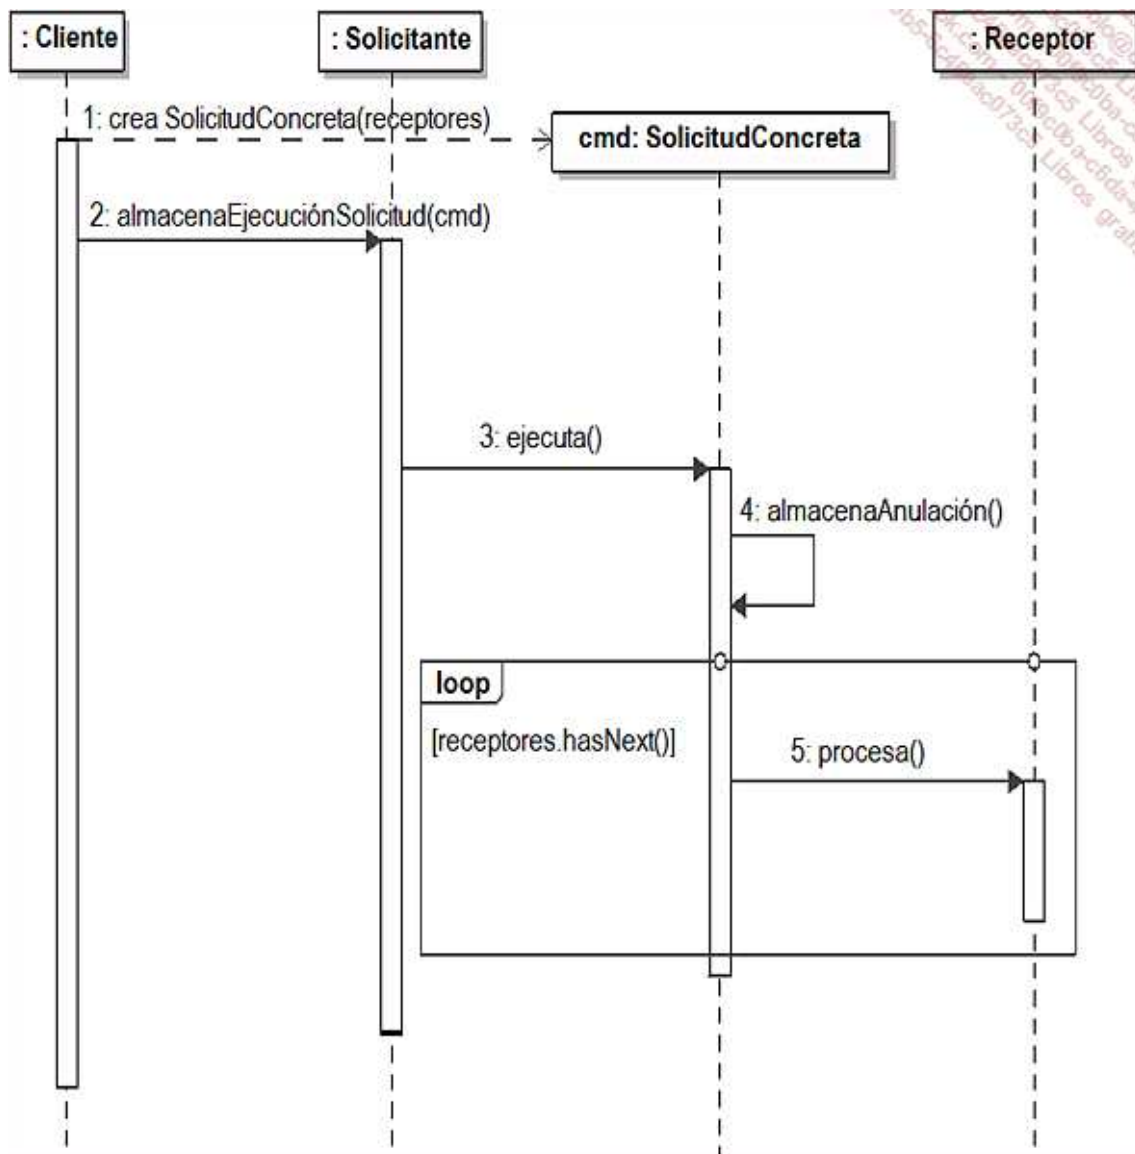 : Cliente
: Solicitante
: Receptor
1: crea SolicitudConcreta(receptores)
cmd: SolicitudConcreta
2: almacenaEjecuciónSolicitud(cmd)
3: ejecuta()
4: almacenaAnulación()
loop
[receptores.hasNext()]
5: procesa()